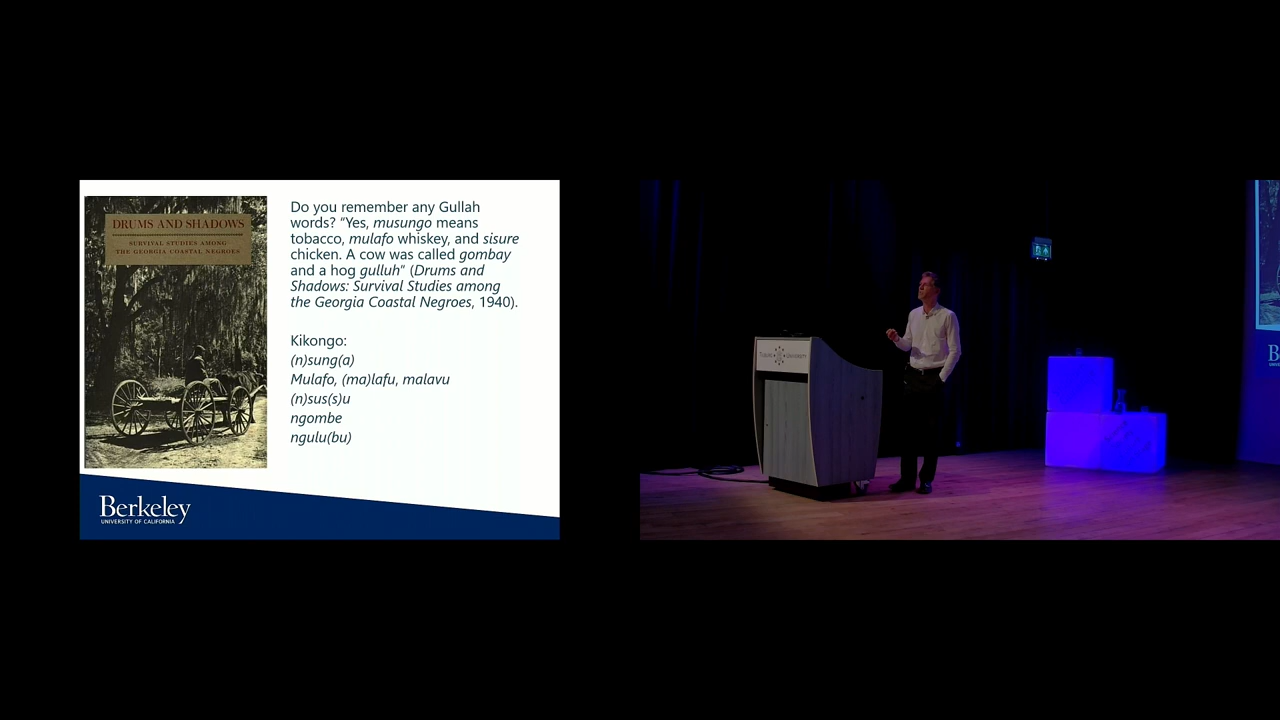 DRUMS AND SHADOWS
SURVIVAL STUDIES AMONG
THE GEORGIA COASTAL NEGROES
Do you remember any Gullah
words? “Yes, musungo means
tobacco, mulafo whiskey, and sisure
chicken. A cow was called gombay
and a hog gulluh” (Drums and
Shadows: Survival Studies among
the Georgia Coastal Negroes, 1940).
Kikongo:
(n)sung(a)
Mulafo, (ma)lafu, malavu
(n)sus(s)u
ngombe
ngulu(bu)
Berkeley
UNIVERSITY OF CALIFORNIA
TILBURG UNIVERSITY
B